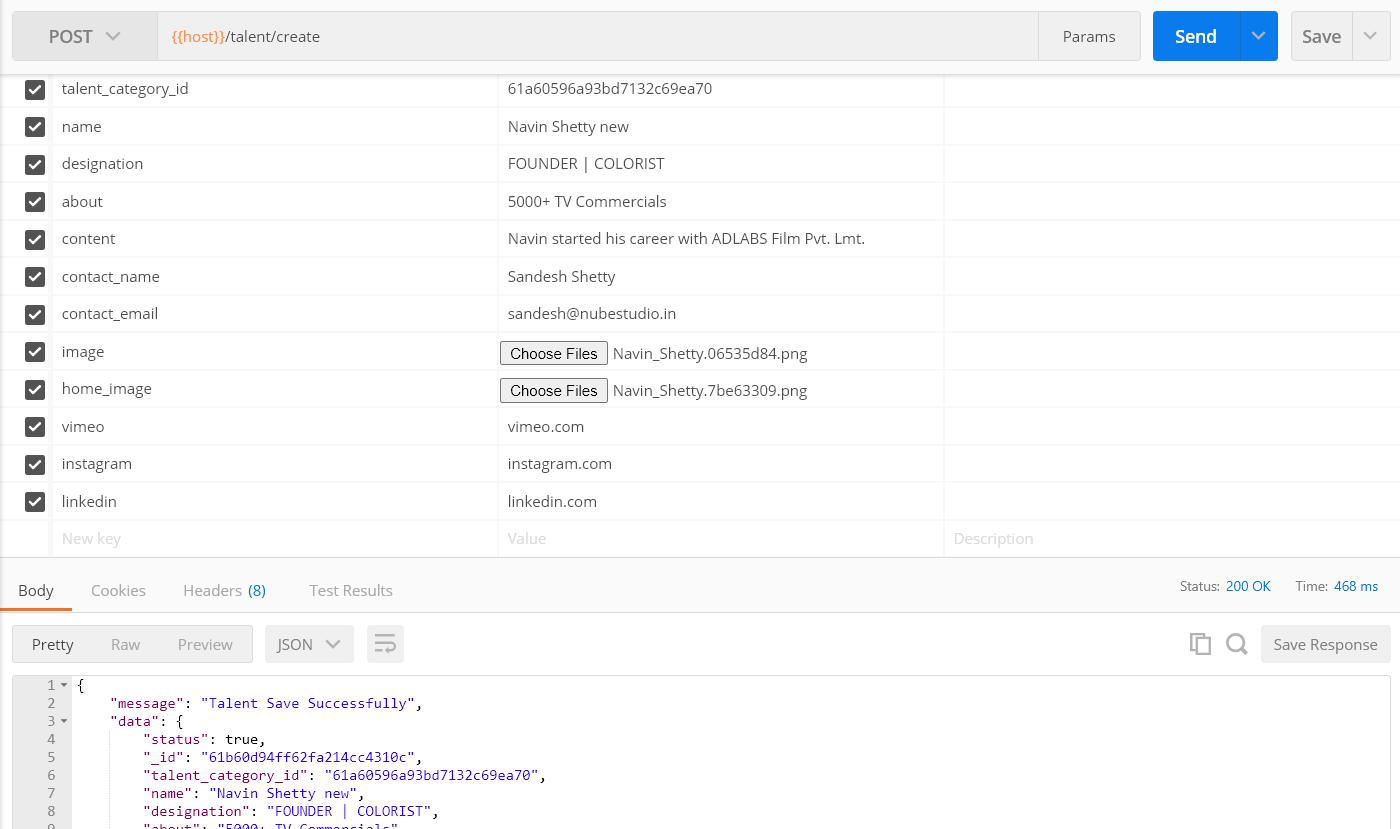 POST {{host}}/talent/create Params Send Save
talent_category_id 61a60596a93bd7132c69ea70
name Navin Shetty new
designation FOUNDER | COLORIST
about 5000+ TV Commercials
content Navin started his career with ADLABS Film Pvt. Lmt.
contact_name Sandesh Shetty
contact_email sandesh@nubestudio.in
image Choose Files Navin_Shetty.06535d84.png
home_image Choose Files Navin_Shetty.7be63309.png
vimeo vimeo.com
instagram instagram.com
linkedin linkedin.com
New key Value Description
Body Cookies Headers (8) Test Results Status: 200 OK Time: 468 ms
Pretty Raw Preview JSON Save Response
1 {
2 "message": "Talent Save Successfully",
3 "data": {
4 "status": true,
5 "_id": "61b60d94ff62fa214cc4310c",
6 "talent_category_id": "61a60596a93bd7132c69ea70",
7 "name": "Navin Shetty new",
8 "designation": "FOUNDER | COLORIST",
9 "about": "5000+ TV Commercials"